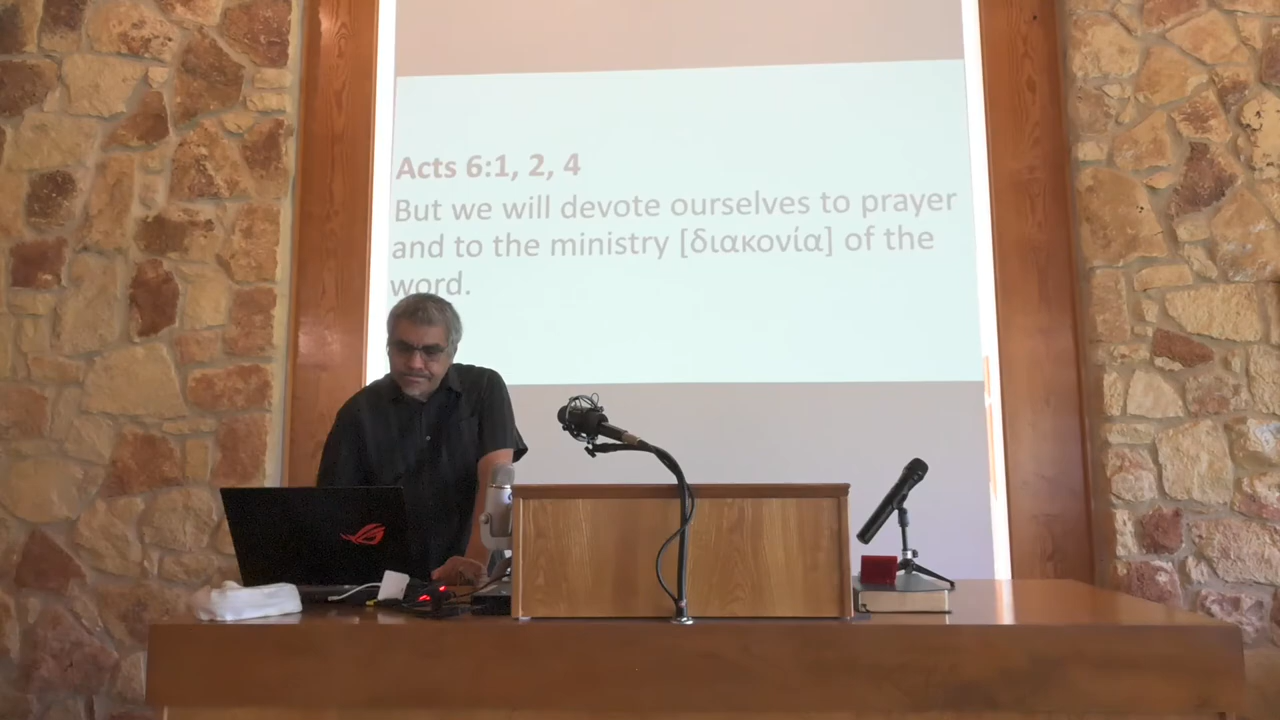 Acts 6:1, 2, 4
But we will devote ourselves to prayer
and to the ministry [διακονία] of the
word.